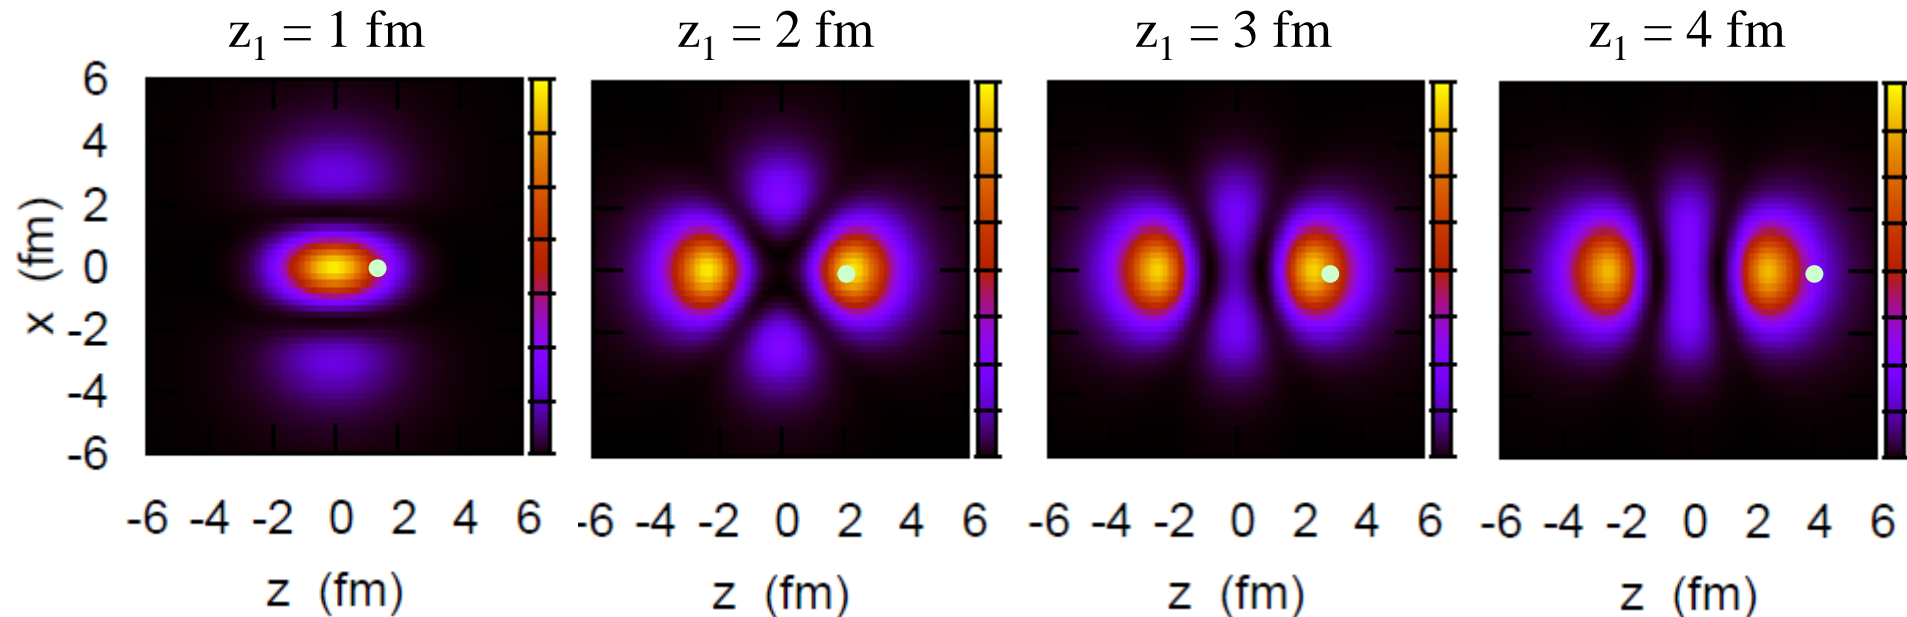 z₁ = 1 fm z₁ = 2 fm z₁ = 3 fm z₁ = 4 fm
6
4
2
0
-2
-4
-6
x (fm)
-6 -4 -2 0 2 4 6 -6 -4 -2 0 2 4 6 -6 -4 -2 0 2 4 6 -6 -4 -2 0 2 4 6
z (fm) z (fm) z (fm) z (fm)